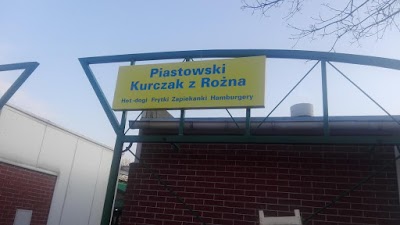 Piastowski
Kurczak z Rożna
Hot-dogi Frytki Zapiekanki Hamburgery